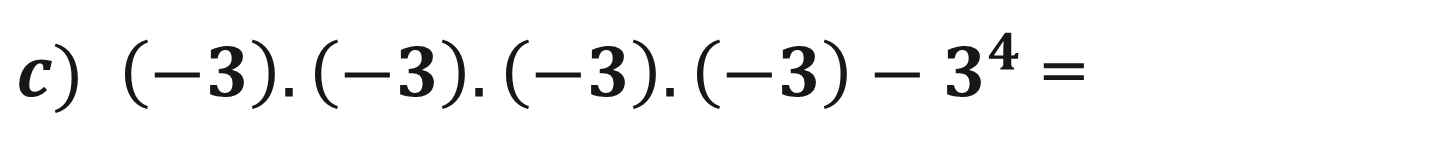 c) (−3).(−3).(−3).(−3) − 3⁴ =